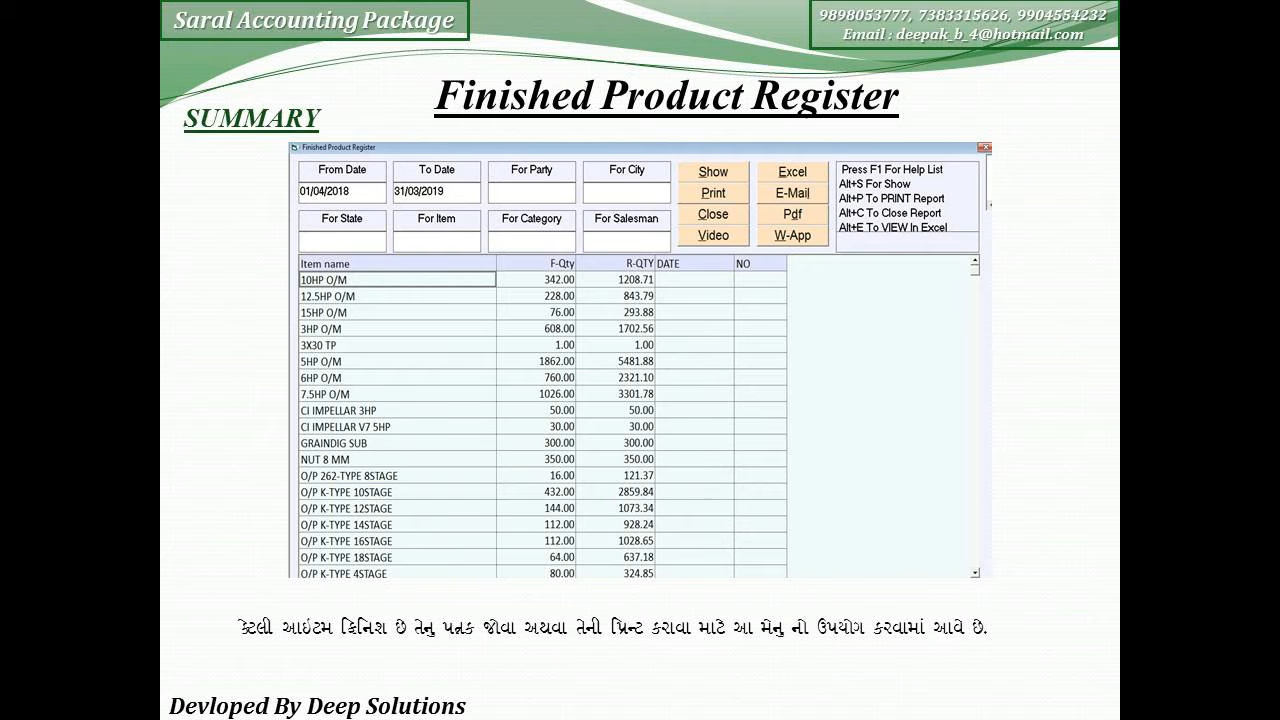 Saral Accounting Package
9898053777, 7383315626, 9904554232
Email : deepak_b_4@hotmail.com
Finished Product Register
SUMMARY
Finished Product Register
From Date To Date For Party For City Show Excel Press F1 For Help List
01/04/2018 31/03/2019 Print E-Mail Alt+S For Show
Alt+P To PRINT Report
For State For Item For Category For Salesman Close Pdf Alt+C To Close Report
Video W-App Alt+E To VIEW In Excel
Item name F-Qty R-QTY DATE NO
10HP O/M 342.00 1208.71
12.5HP O/M 228.00 843.79
15HP O/M 76.00 293.88
3HP O/M 608.00 1702.56
3X30 TP 1.00 1.00
5HP O/M 1862.00 5481.88
6HP O/M 760.00 2321.10
7.5HP O/M 1026.00 3301.78
CI IMPELLAR 3HP 50.00 50.00
CI IMPELLAR V7 5HP 30.00 30.00
GRAINDIG SUB 300.00 300.00
NUT 8 MM 350.00 350.00
O/P 262-TYPE 8STAGE 16.00 121.37
O/P K-TYPE 10STAGE 432.00 2859.84
O/P K-TYPE 12STAGE 144.00 1073.34
O/P K-TYPE 14STAGE 112.00 928.24
O/P K-TYPE 16STAGE 112.00 1028.65
O/P K-TYPE 18STAGE 64.00 637.18
O/P K-TYPE 4STAGE 80.00 324.85
કેટલી આઇટમ ફિનિશ છે તેનુ પત્રક જોવા અથવા તેની પ્રિન્ટ કરાવા માટે આ મેનુ નો ઉપયોગ કરવામાં આવે છે.
Devloped By Deep Solutions